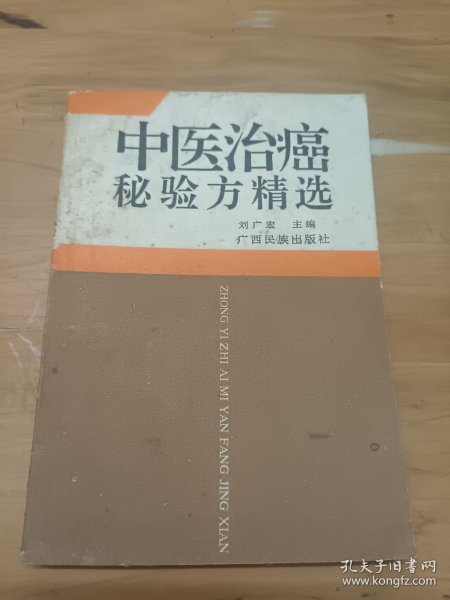 中医治癌
秘验方精选
刘广宏 主编
广西民族出版社
ZHONG YI ZHI AI MI YAN FANG JING XIAN
孔夫子旧书网
www.kongfz.com